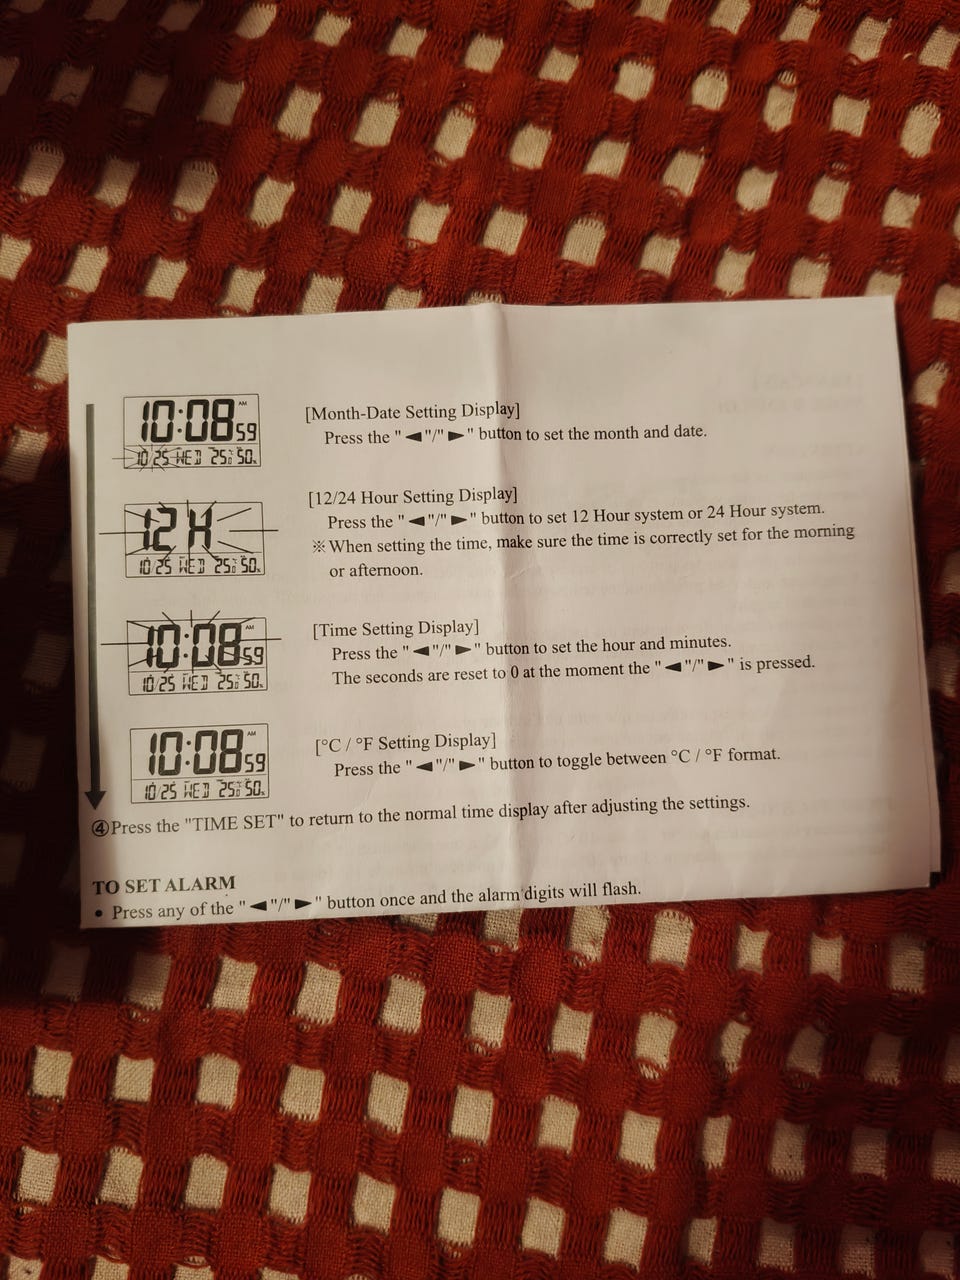 10:08 59 AM
10/25 WED 25°C 50%
[Month-Date Setting Display]
Press the "◄"/"►" button to set the month and date.
12 H
10/25 WED 25°C 50%
[12/24 Hour Setting Display]
Press the "◄"/"►" button to set 12 Hour system or 24 Hour system.
※When setting the time, make sure the time is correctly set for the morning
or afternoon.
10:08 59 AM
10/25 WED 25°C 50%
[Time Setting Display]
Press the "◄"/"►" button to set the hour and minutes.
The seconds are reset to 0 at the moment the "◄"/"►" is pressed.
10:08 59 AM
10/25 WED 25°C 50%
[°C / °F Setting Display]
Press the "◄"/"►" button to toggle between °C / °F format.
④Press the "TIME SET" to return to the normal time display after adjusting the settings.
TO SET ALARM
• Press any of the "◄"/"►" button once and the alarm digits will flash.